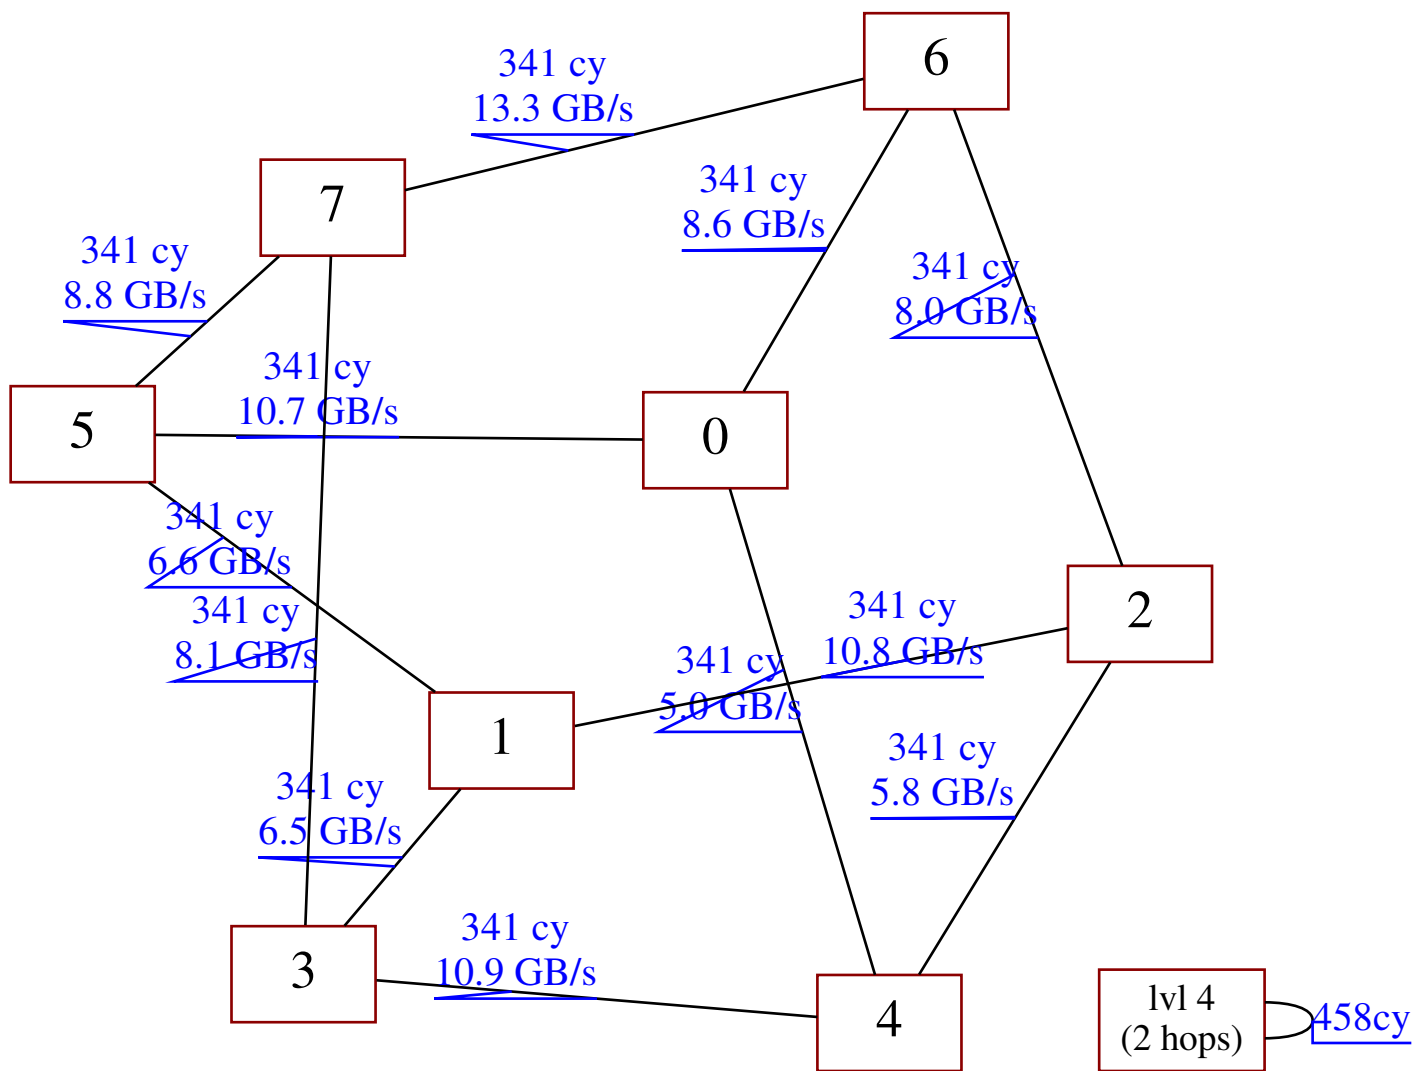 6
341 cy
13.3 GB/s
7
341 cy
8.6 GB/s
341 cy
8.8 GB/s
341 cy
8.0 GB/s
341 cy
10.7 GB/s
5
0
341 cy
6.6 GB/s
341 cy
8.1 GB/s
341 cy
10.8 GB/s
2
341 cy
5.0 GB/s
1
341 cy
5.8 GB/s
341 cy
6.5 GB/s
341 cy
10.9 GB/s
3
4
lvl 4
(2 hops)
458cy